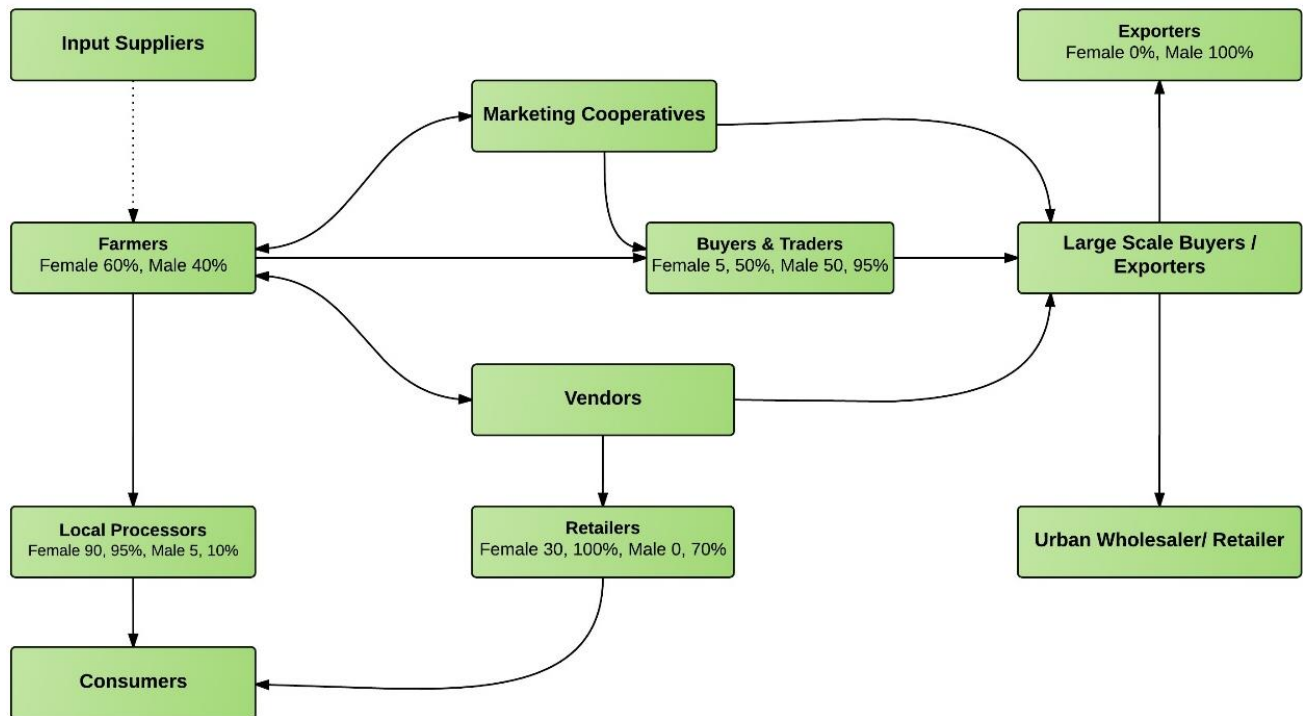 Input Suppliers
Exporters
Female 0%, Male 100%
Marketing Cooperatives
Farmers
Female 60%, Male 40%
Buyers & Traders
Female 5, 50%, Male 50, 95%
Large Scale Buyers /
Exporters
Vendors
Local Processors
Female 90, 95%, Male 5, 10%
Retailers
Female 30, 100%, Male 0, 70%
Urban Wholesaler/ Retailer
Consumers